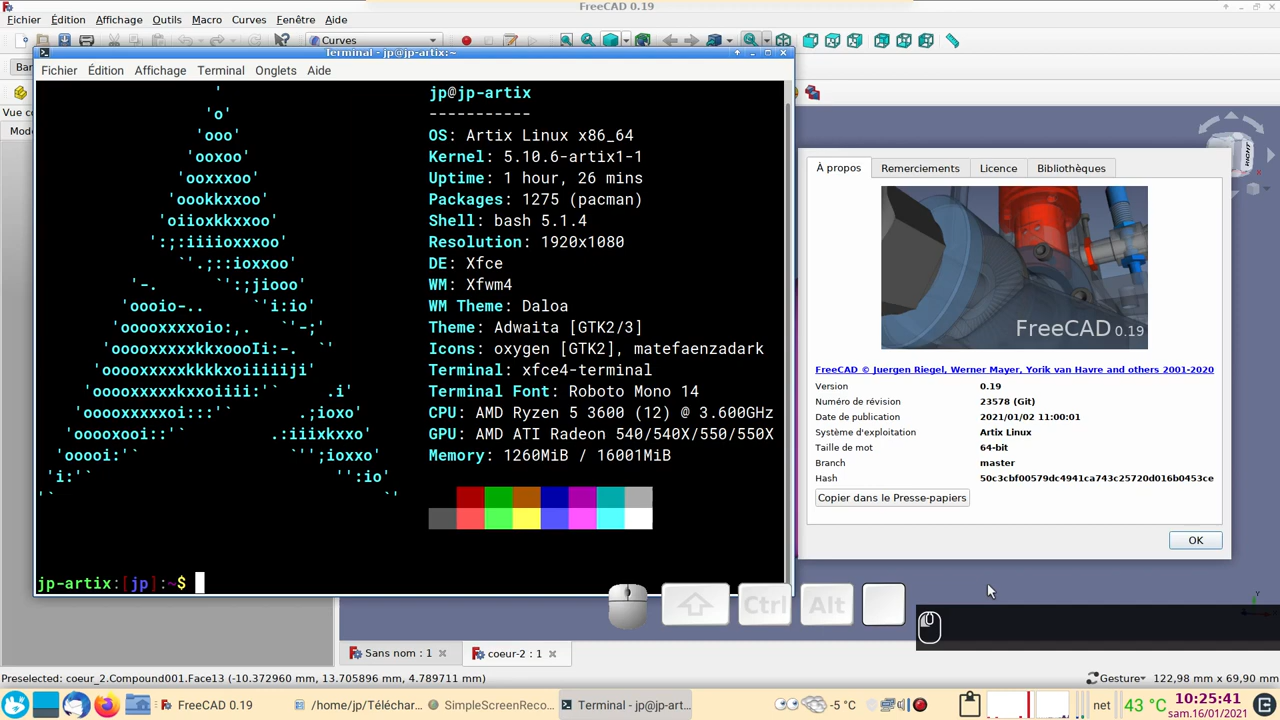 FreeCAD 0.19
Fichier Édition Affichage Outils Macro Curves Fenêtre Aide
Curves
Terminal - jp@jp-artix:~
Fichier Édition Affichage Terminal Onglets Aide
jp@jp-artix
-----------
OS: Artix Linux x86_64
Kernel: 5.10.6-artix1-1
Uptime: 1 hour, 26 mins
Packages: 1275 (pacman)
Shell: bash 5.1.4
Resolution: 1920x1080
DE: Xfce
WM: Xfwm4
WM Theme: Daloa
Theme: Adwaita [GTK2/3]
Icons: oxygen [GTK2], matefaenzadark
Terminal: xfce4-terminal
Terminal Font: Roboto Mono 14
CPU: AMD Ryzen 5 3600 (12) @ 3.600GHz
GPU: AMD ATI Radeon 540/540X/550/550X
Memory: 1260MiB / 16001MiB
jp-artix:[jp]:~$
Vue co
Mod
Bar
RIGHT
À propos Remerciements Licence Bibliothèques
FreeCAD 0.19
FreeCAD © Juergen Riegel, Werner Mayer, Yorik van Havre and others 2001-2020
Version 0.19
Numéro de révision 23578 (Git)
Date de publication 2021/01/02 11:00:01
Système d'exploitation Artix Linux
Taille de mot 64-bit
Branch master
Hash 50c3cbf00579dc4941ca743c25720d016b0453ce
Copier dans le Presse-papiers
OK
Ctrl Alt
Sans nom : 1 coeur-2 : 1
Preselected: coeur_2.Compound001.Face13 (-10.372960 mm, 13.705896 mm, 4.789711 mm)
Gesture 122,98 mm x 69,90 mm
FreeCAD 0.19 /home/jp/Téléchar... SimpleScreenReco... Terminal - jp@jp-art... -5 °C net 43 °C 10:25:41
sam.16/01/2021